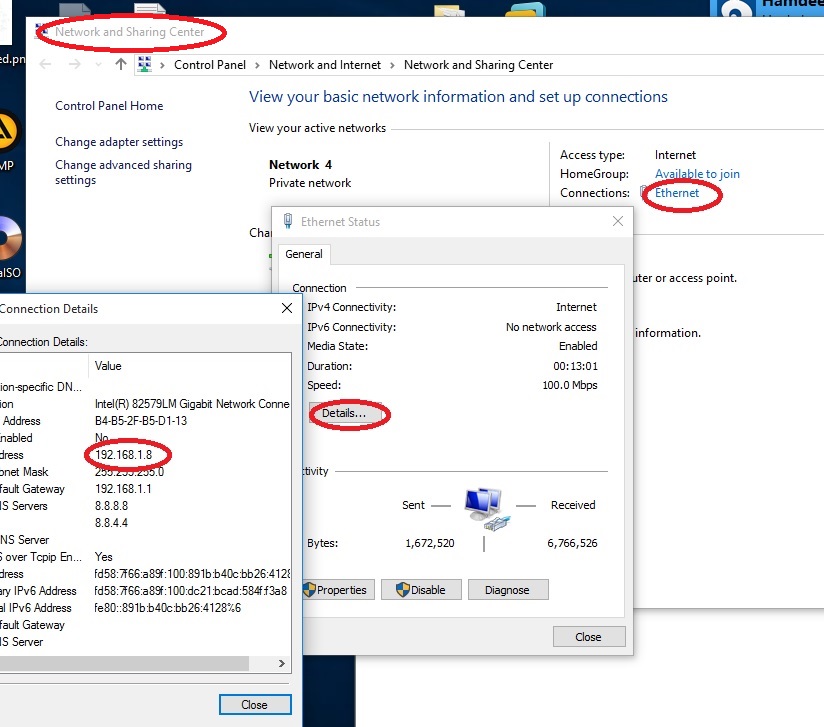 Hamdee
ed.pn
Network and Sharing Center
Control Panel > Network and Internet > Network and Sharing Center
Control Panel Home
Change adapter settings
Change advanced sharing
settings
MP
alSO
View your basic network information and set up connections
View your active networks
Network 4
Private network
Access type: Internet
HomeGroup: Available to join
Connections: Ethernet
Chan
uter or access point.
information.
Ethernet Status
General
Connection
IPv4 Connectivity: Internet
IPv6 Connectivity: No network access
Media State: Enabled
Duration: 00:13:01
Speed: 100.0 Mbps
Details...
tivity
Sent Received
Bytes: 1,672,520 6,766,526
Properties
Disable
Diagnose
Close
Connection Details
Connection Details:
Value
ion-specific DN...
ion Intel(R) 82579LM Gigabit Network Conne
Address B4-B5-2F-B5-D1-13
nabled No
dress 192.168.1.8
bnet Mask 255.255.255.0
fault Gateway 192.168.1.1
NS Servers 8.8.8.8
8.8.4.4
NS Server
S over Tcpip En... Yes
dress fd58:7f66:a89f:100:891b:b40c:bb26:4128
ary IPv6 Address fd58:7f66:a89f:100:dc21:bcad:584f:f3a8
al IPv6 Address fe80::891b:b40c:bb26:4128%6
fault Gateway
NS Server
Close